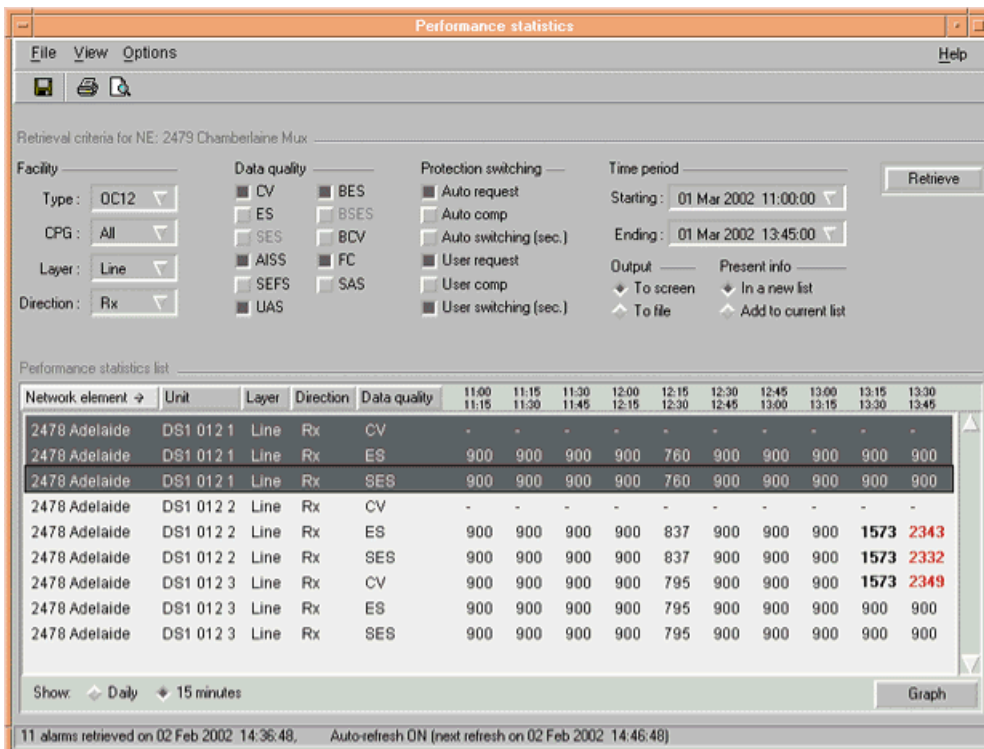 Performance statistics
File View Options Help
Retrieval criteria for NE: 2479 Chamberlaine Mux
Facility
Type : OC12
CPG : All
Layer : Line
Direction : Rx
Data quality
CV BES
ES BSES
SES BCV
AISS FC
SEFS SAS
UAS
Protection switching
Auto request
Auto comp
Auto switching (sec.)
User request
User comp
User switching (sec.)
Time period
Starting : 01 Mar 2002 11:00:00
Ending : 01 Mar 2002 13:45:00
Output
To screen
To file
Present info
In a new list
Add to current list
Retrieve
Performance statistics list
Network element → Unit Layer Direction Data quality 11:00 11:15 11:30 12:00 12:15 12:30 12:45 13:00 13:15 13:30
11:15 11:30 11:45 12:15 12:30 12:45 13:00 13:15 13:30 13:45
2478 Adelaide DS1 012 1 Line Rx CV - - - - - - - - - -
2478 Adelaide DS1 012 1 Line Rx ES 900 900 900 900 760 900 900 900 900 900
2478 Adelaide DS1 012 1 Line Rx SES 900 900 900 900 760 900 900 900 900 900
2478 Adelaide DS1 012 2 Line Rx CV - - - - - - - - - -
2478 Adelaide DS1 012 2 Line Rx ES 900 900 900 900 837 900 900 900 1573 2343
2478 Adelaide DS1 012 2 Line Rx SES 900 900 900 900 837 900 900 900 1573 2332
2478 Adelaide DS1 012 3 Line Rx CV 900 900 900 900 795 900 900 900 1573 2349
2478 Adelaide DS1 012 3 Line Rx ES 900 900 900 900 795 900 900 900 900 900
2478 Adelaide DS1 012 3 Line Rx SES 900 900 900 900 795 900 900 900 900 900
Show: Daily 15 minutes Graph
11 alarms retrieved on 02 Feb 2002 14:36:48, Auto-refresh ON (next refresh on 02 Feb 2002 14:46:48)